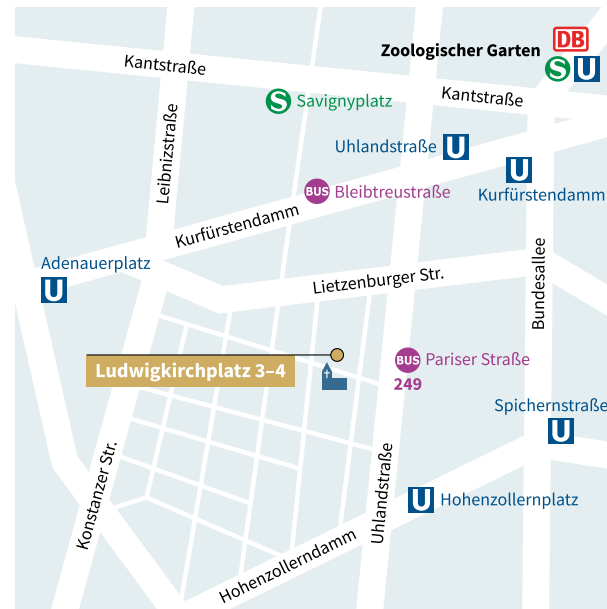 DB
Zoologischer Garten
S U
Kantstraße
Kantstraße
S Savignyplatz
Leibnizstraße
Uhlandstraße U
U
Kurfürstendamm
BUS Bleibtreustraße
Kurfürstendamm
Adenauerplatz
U
Lietzenburger Str.
Bundesallee
Ludwigkirchplatz 3–4
BUS Pariser Straße
249
Spichernstraße
U
Konstanzer Str.
Uhlandstraße
U Hohenzollernplatz
Hohenzollerndamm